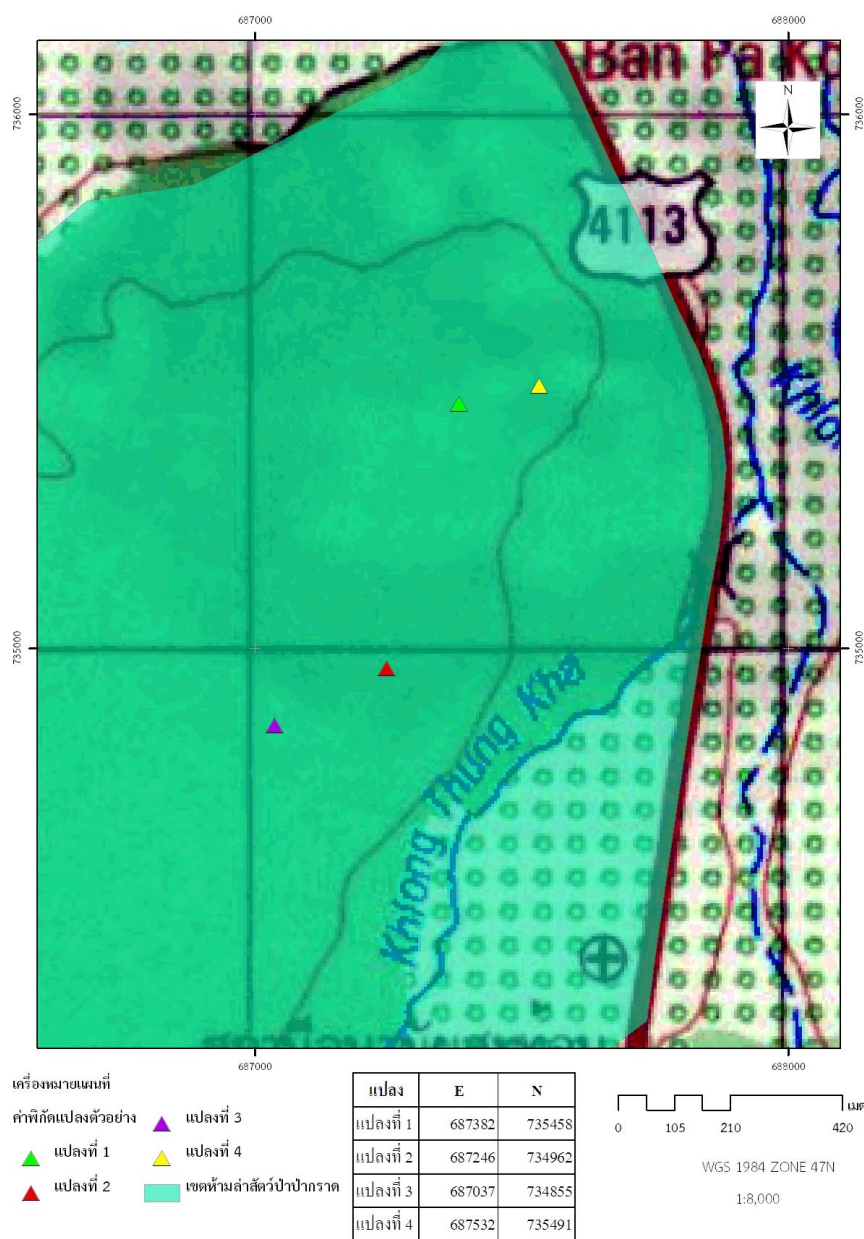 687000
688000
736000
736000
Ban Pa
N
4113
735000
735000
Khlong Thung Kha
687000
688000
เครื่องหมายแผนที่
ค่าพิกัดแปลงตัวอย่าง
แปลงที่ 1
แปลงที่ 2
แปลงที่ 3
แปลงที่ 4
เขตห้ามล่าสัตว์ป่าป่ากราด
แปลง E N
แปลงที่ 1 687382 735458
แปลงที่ 2 687246 734962
แปลงที่ 3 687037 734855
แปลงที่ 4 687532 735491
0 105 210 420
WGS 1984 ZONE 47N
1:8,000